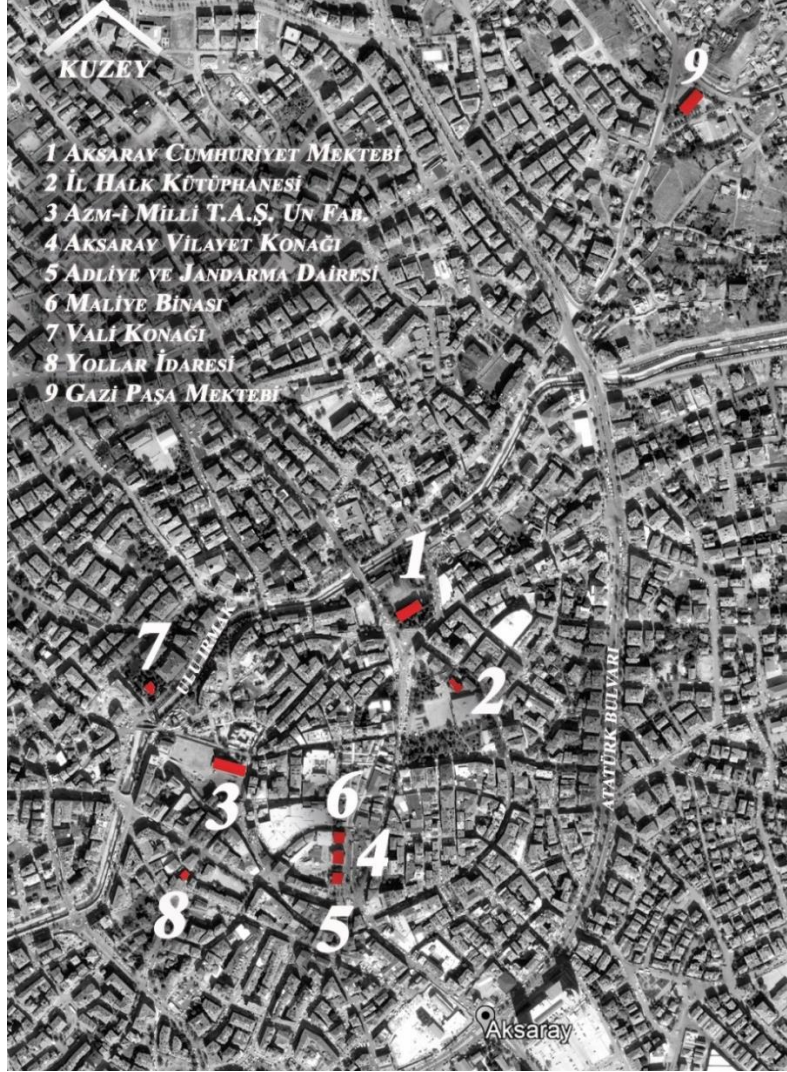 KUZEY
9
1 AKSARAY CUMHURİYET MEKTEBİ
2 İL HALK KÜTÜPHANESİ
3 AZM-İ MİLLİ T.A.Ş. UN FAB.
4 AKSARAY VİLAYET KONAĞI
5 ADLİYE VE JANDARMA DAİRESİ
6 MALİYE BİNASI
7 VALİ KONAĞI
8 YOLLAR İDARESİ
9 GAZİ PAŞA MEKTEBİ
1
ULUIRMAK
7
2
ATATÜRK BULVARI
3
6
4
8
5
Aksaray